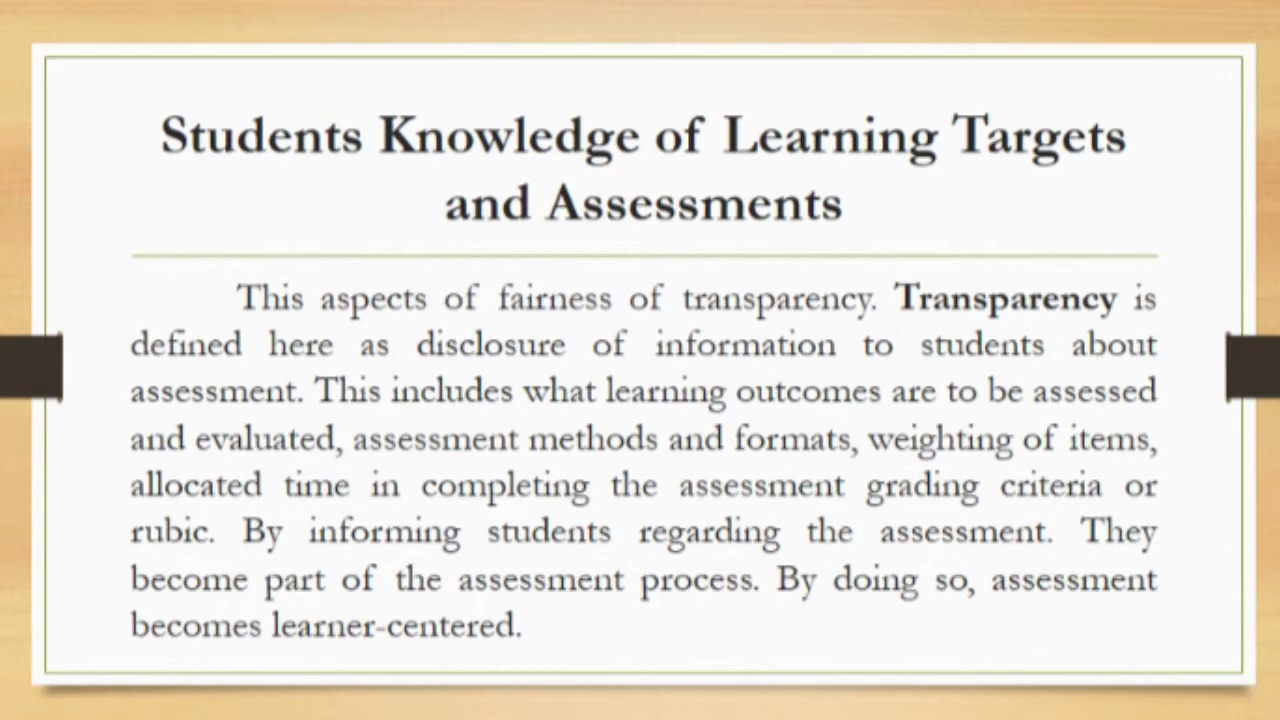 Students Knowledge of Learning Targets
and Assessments
This aspects of fairness of transparency. Transparency is
defined here as disclosure of information to students about
assessment. This includes what learning outcomes are to be assessed
and evaluated, assessment methods and formats, weighting of items,
allocated time in completing the assessment grading criteria or
rubic. By informing students regarding the assessment. They
become part of the assessment process. By doing so, assessment
becomes learner-centered.